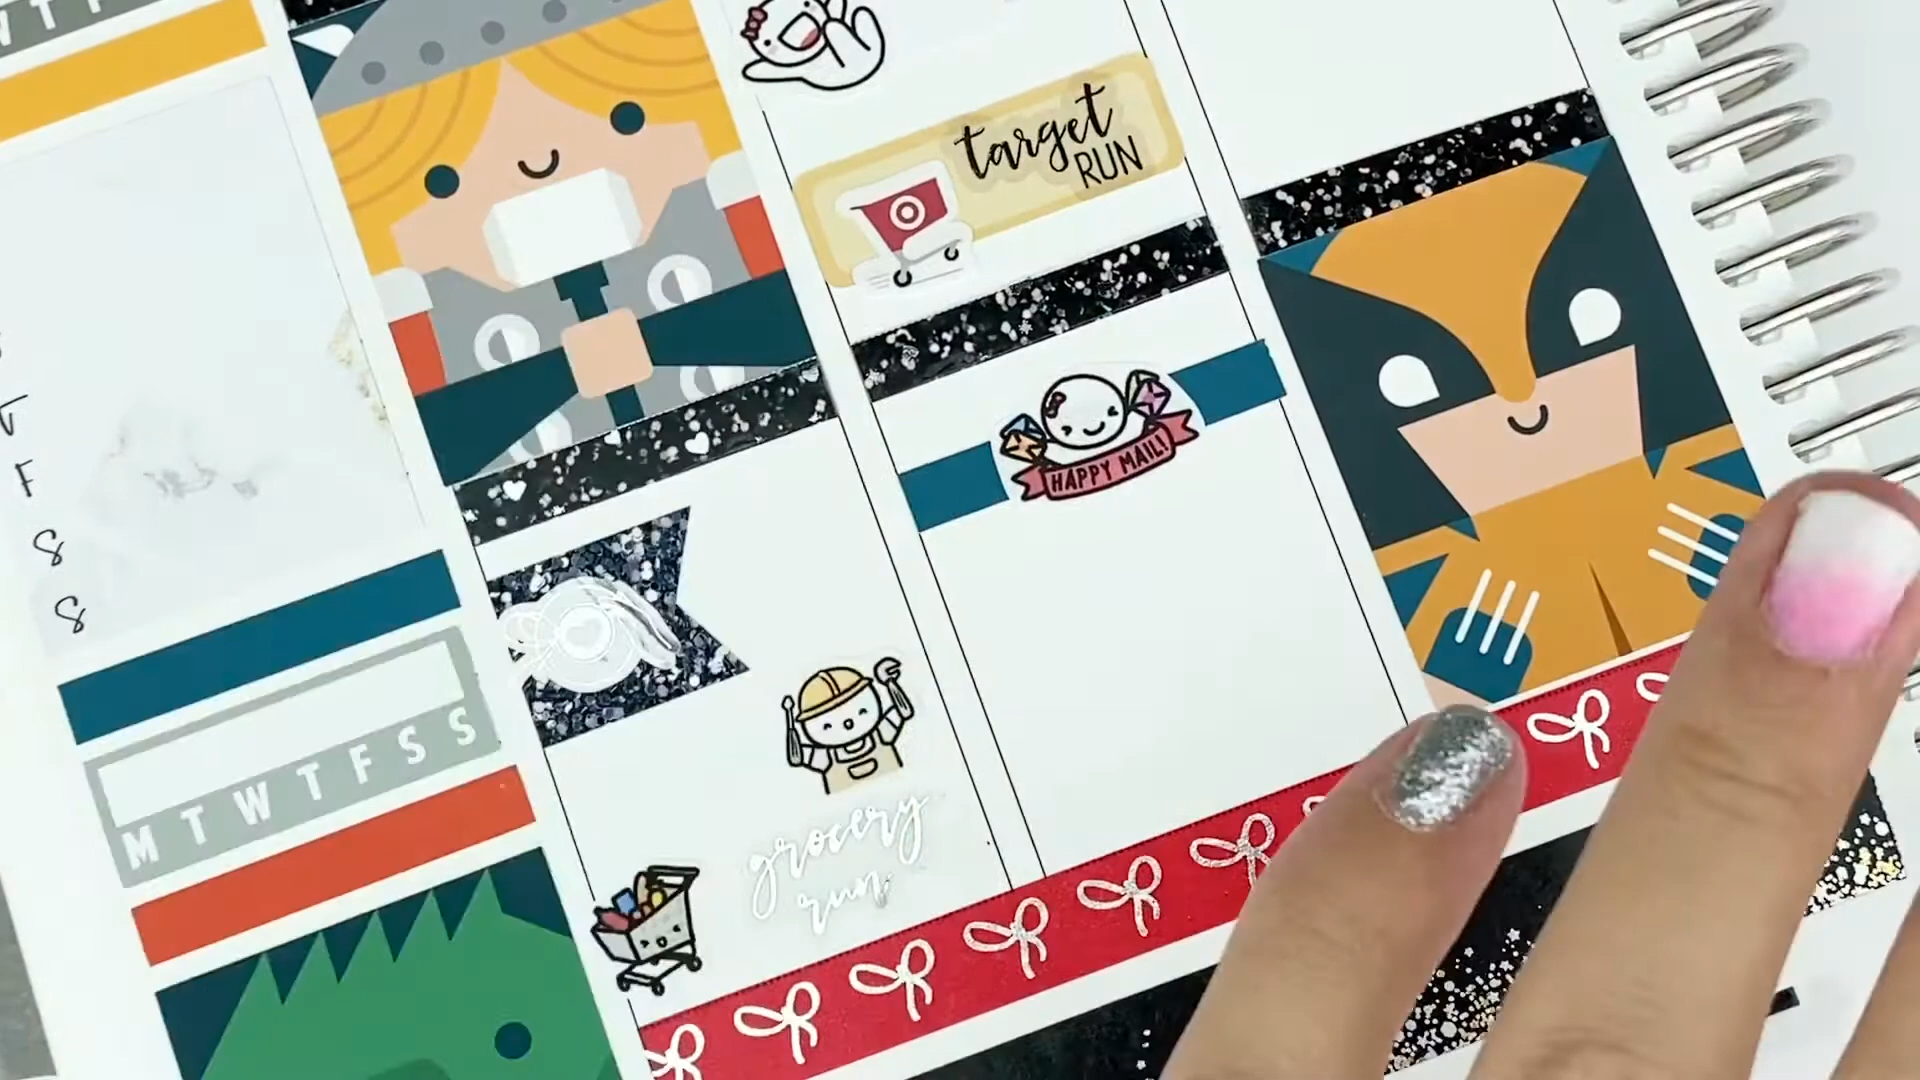 W T F
target
RUN
HAPPY MAIL!
T
F
S
S
M T W T F S S
grocery
run